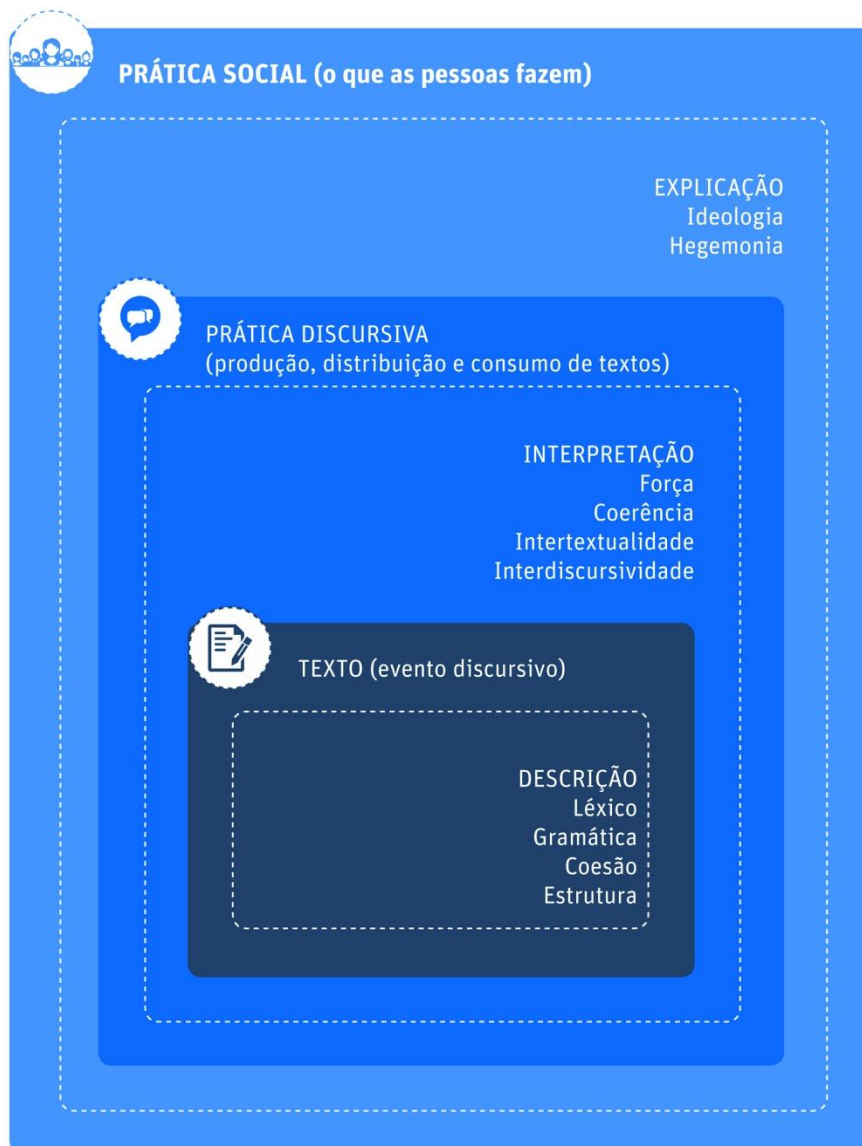 PRÁTICA SOCIAL (o que as pessoas fazem)
EXPLICAÇÃO
Ideologia
Hegemonia
PRÁTICA DISCURSIVA
(produção, distribuição e consumo de textos)
INTERPRETAÇÃO
Força
Coerência
Intertextualidade
Interdiscursividade
TEXTO (evento discursivo)
DESCRIÇÃO
Léxico
Gramática
Coesão
Estrutura